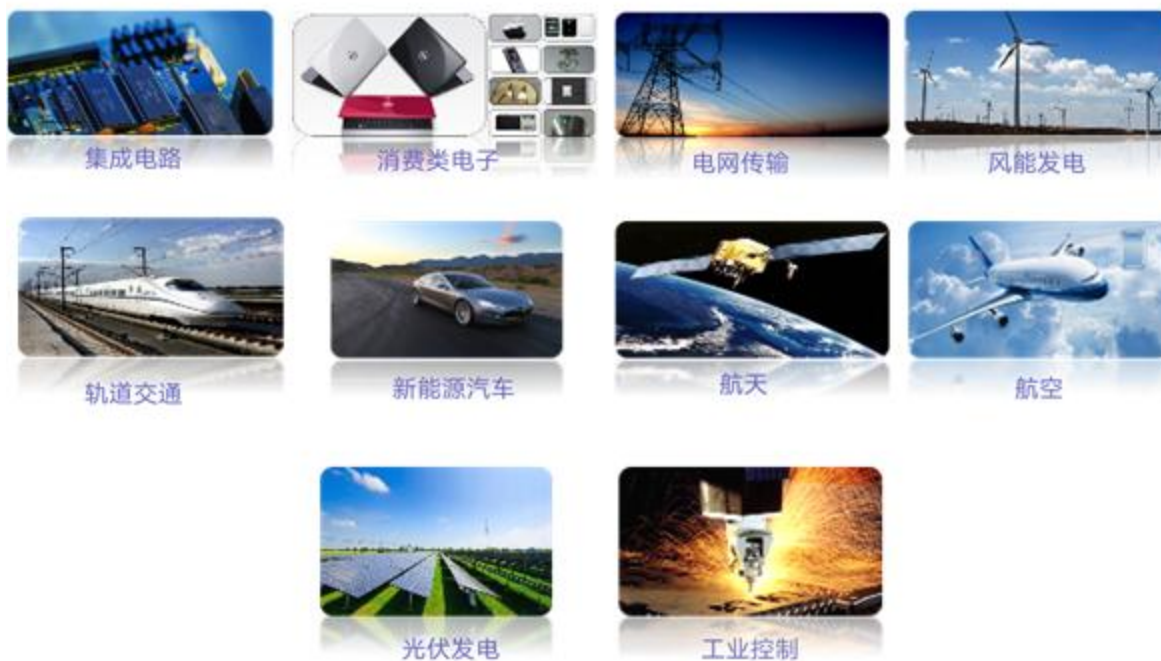 集成电路
消费类电子
电网传输
风能发电
轨道交通
新能源汽车
航天
航空
光伏发电
工业控制